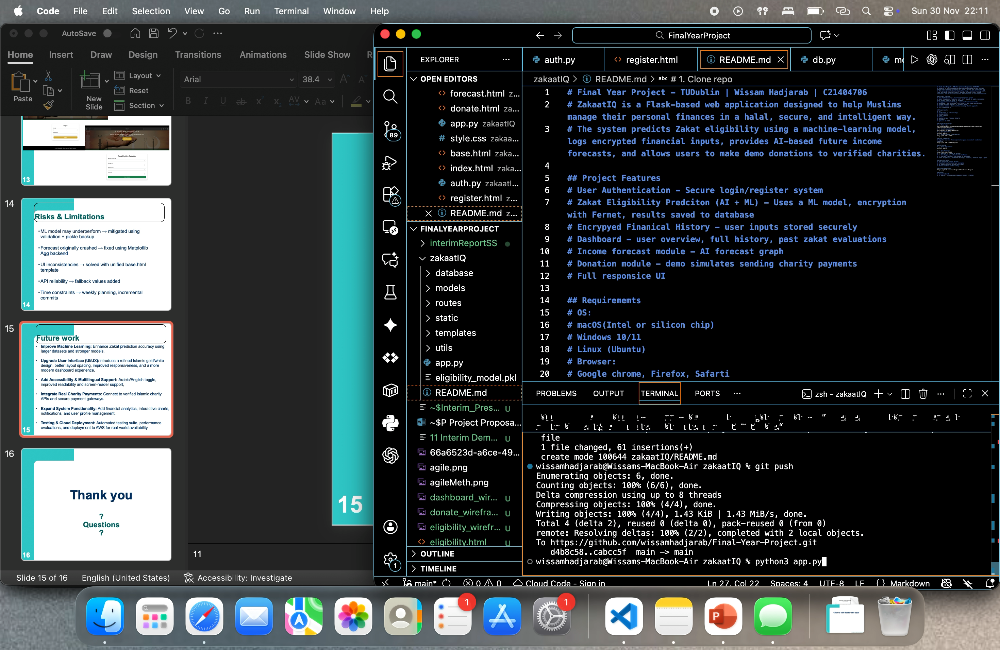 Code File Edit Selection View Go Run Terminal Window Help
Sun 30 Nov 22:11
AutoSave
Home Insert Draw Design Transitions Animations Slide Show R
Paste
New
Slide
Layout
Reset
Section
Arial 38.4
B I U ab x² x₂ AV Aa
13
14
Risks & Limitations
•ML model may underperform → mitigated using
validation + pickle backup
•Forecast originally crashed → fixed using Matplotlib
Agg backend
•UI inconsistencies → solved with unified base.html
template
•API reliability → fallback values added
•Time constraints → weekly planning, incremental
commits
14
15
Future work
• Improve Machine Learning: Enhance Zakat prediction accuracy using
larger datasets and stronger models.
• Upgrade User Interface (UI/UX):Introduce a refined Islamic gold/white
design, better layout spacing, improved responsiveness, and a more
modern dashboard experience.
• Add Accessibility & Multilingual Support: Arabic/English toggle,
improved readability and screen-reader support,
• Integrate Real Charity Payments: Connect to verified Islamic charity
APIs and secure payment gateways.
• Expand System Functionality: Add financial analytics, interactive charts,
notifications, and user profile management.
• Testing & Cloud Deployment: Automated testing suite, performance
evaluations, and deployment to AWS for real-world availability.
15
16
Thank you
?
Questions
?
16
15
11
Slide 15 of 16 English (United States) Accessibility: Investigate
FinalYearProject
89
1
EXPLORER
OPEN EDITORS
forecast.html z...
donate.html za...
app.py zakaatIQ
# style.css zakaa...
base.html zaka...
index.html zaka...
auth.py zakaatI...
register.html z...
README.md z...
FINALYEARPROJECT
interimReportSS
zakaatIQ
database
models
routes
static
templates
utils
app.py
eligibility_model.pkl
README.md
~$Interim_Pres... U
~$P Project Proposa...
11 Interim Dem... U
66a6523d-a6ce-49...
agile.png
agileMeth.png
dashboard_wir... U
donate_wirefra... U
eligibility_wirefr... U
eligibility.html U
OUTLINE
TIMELINE
auth.py register.html README.md db.py mo
zakaatIQ > README.md > abc # 1. Clone repo
1 # Final Year Project – TUDublin | Wissam Hadjarab | C21404706
2 # ZakaatIQ is a Flask-based web application designed to help Muslims
manage their personal finances in a halal, secure, and intelligent way.
3 # The system predicts Zakat eligibility using a machine-learning model,
logs encrypted financial inputs, provides AI-based future income
forecasts, and allows users to make demo donations to verified charities.
4
5 ## Project Features
6 # User Authentication – Secure login/register system
7 # Zakat Eligibility Predciton (AI + ML) – Uses a ML model, encryption
with Fernet, results saved to database
8 # Encrypyed Finanical History – user inputs stored securely
9 # Dashboard – user overview, full history, past zakat evaluations
10 # Income forecast module – AI forecast graph
11 # Donation module – demo simulates sending charity payments
12 # Full responsice UI
13
14 ## Requirememts
15 # OS:
16 # macOS(Intel or silicon chip)
17 # Windows 10/11
18 # Linux (Ubuntu)
19 # Browser:
20 # Google chrome, Firefox, Safarti
PROBLEMS OUTPUT TERMINAL PORTS ...
zsh - zakaatIQ
file
1 file changed, 61 insertions(+)
create mode 100644 zakaatIQ/README.md
wissamhadjarab@Wissams-MacBook-Air zakaatIQ % git push
Enumerating objects: 6, done.
Counting objects: 100% (6/6), done.
Delta compression using up to 8 threads
Compressing objects: 100% (4/4), done.
Writing objects: 100% (4/4), 1.43 KiB | 1.43 MiB/s, done.
Total 4 (delta 2), reused 0 (delta 0), pack-reused 0 (from 0)
remote: Resolving deltas: 100% (2/2), completed with 2 local objects.
To https://github.com/wissamhadjarab/Final-Year-Project.git
d4b8c58..cabcc5f main -> main
wissamhadjarab@Wissams-MacBook-Air zakaatIQ % python3 app.py
main* 0 0 Cloud Code - Sign in Ln 27, Col 22 Spaces: 4 UTF-8 LF {} Markdown
1
1